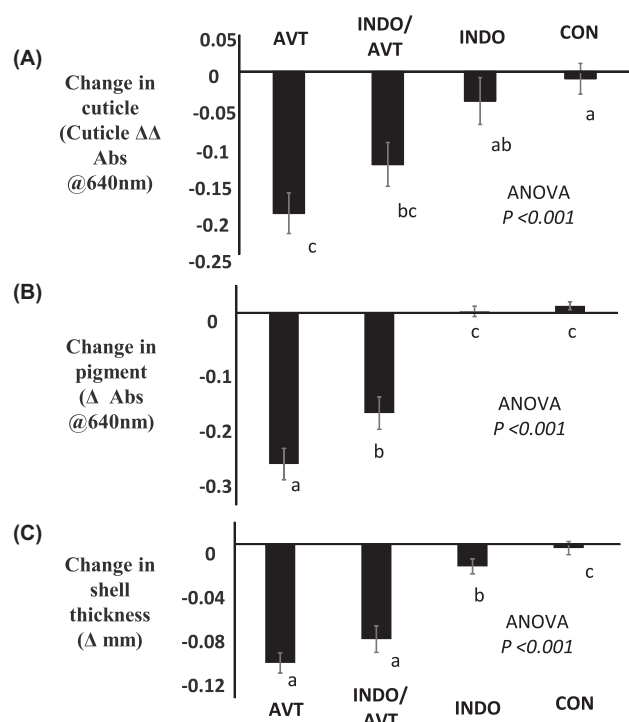 AVT
INDO/
AVT
INDO
CON
(A)
Change in
cuticle
(Cuticle ΔΔ
Abs
@640nm)
0.05
0
-0.05
-0.1
-0.15
-0.2
-0.25
c
bc
ab
a
ANOVA
P <0.001
(B)
Change in
pigment
(Δ Abs
@640nm)
0
-0.1
-0.2
-0.3
a
b
c
c
ANOVA
P <0.001
(C)
Change in
shell
thickness
(Δ mm)
0
-0.04
-0.08
-0.12
a
a
b
c
ANOVA
P <0.001
AVT
INDO/
AVT
INDO
CON